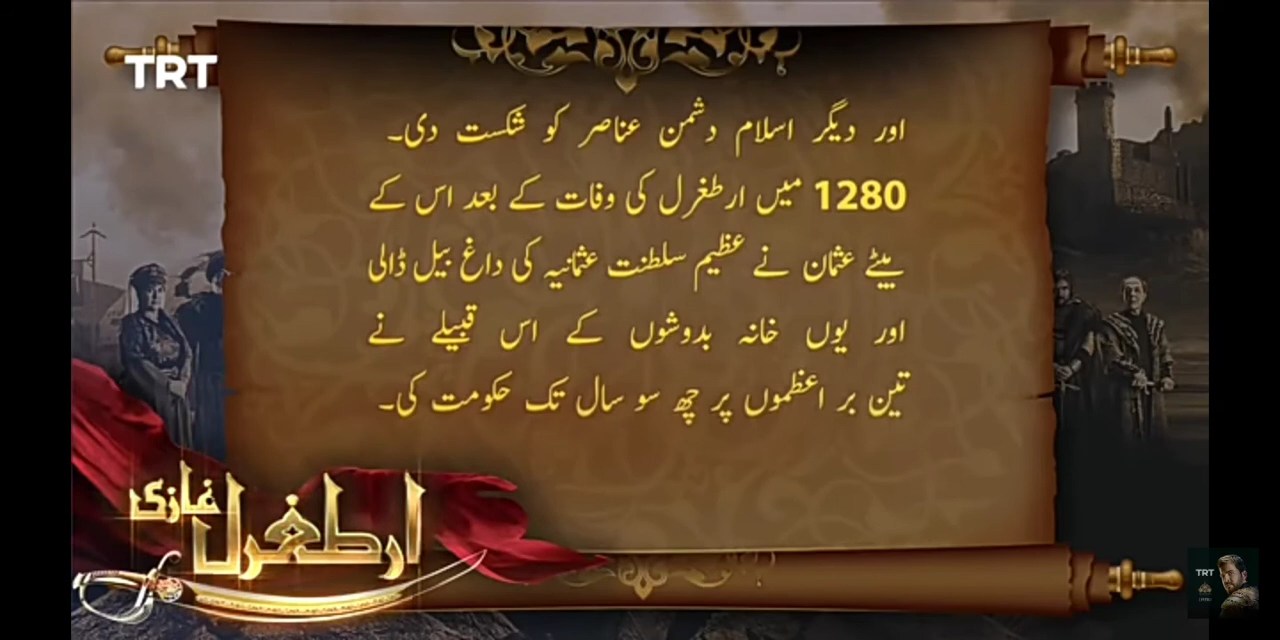 TRT
اور دیگر اسلام دشمن عناصر کو شکست دی۔
1280 میں ارطغرل کی وفات کے بعد اس کے
بیٹے عثمان نے عظیم سلطنت عثمانیہ کی داغ بیل ڈالی
اور یوں خانہ بدوشوں کے اس قبیلے نے
تین بر اعظموں پر چھ سو سال تک حکومت کی۔
ارطغرل غازی
TRT